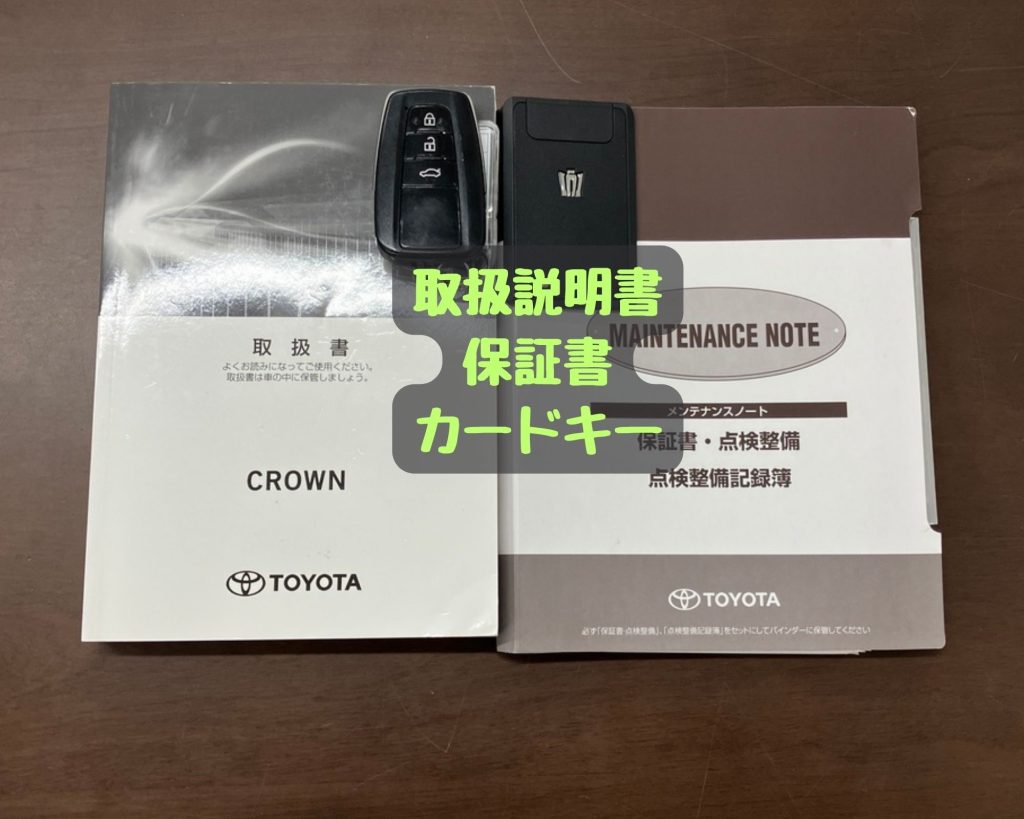 取扱書
よくお読みになってご使用ください。
取扱書は車の中に保管しましょう。
CROWN
TOYOTA
取扱説明書
保証書
カードキー
MAINTENANCE NOTE
メンテナンスノート
保証書・点検整備
点検整備記録簿
TOYOTA
必ず「保証書・点検整備」、「点検整備記録簿」をセットにしてバインダーに保管してください